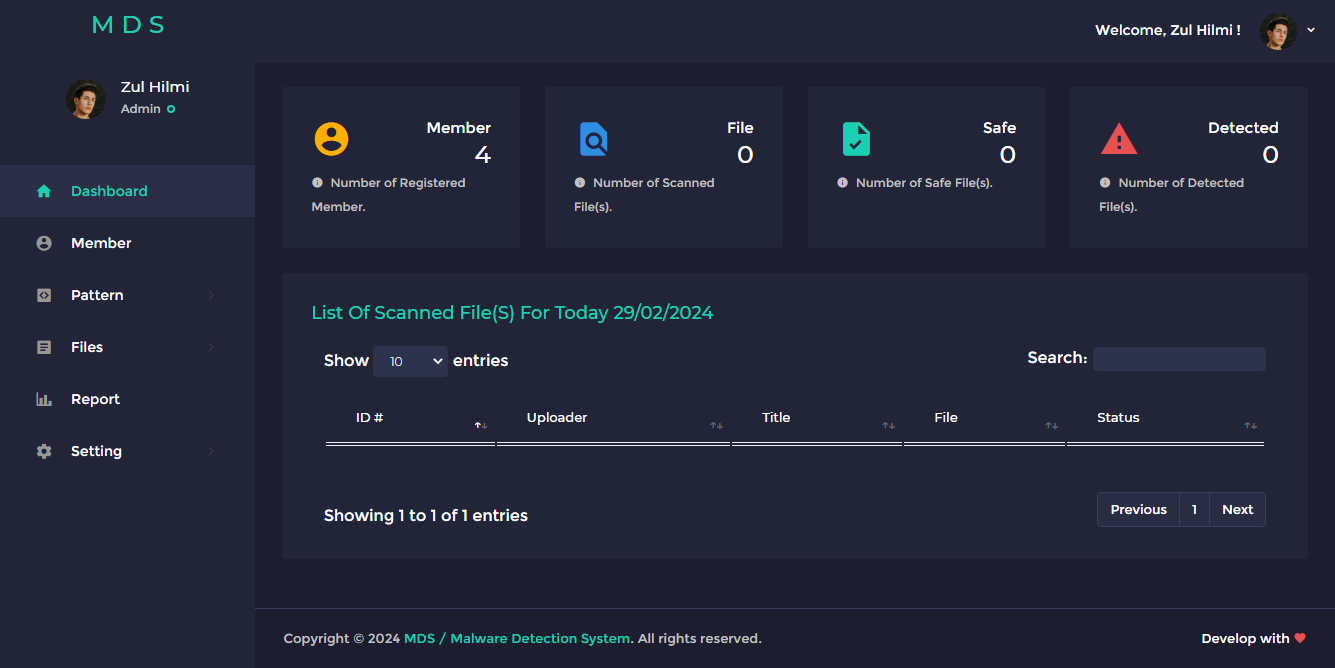 M D S
Welcome, Zul Hilmi !
Zul Hilmi
Admin
Dashboard
Member
Pattern
Files
Report
Setting
Member
4
Number of Registered
Member.
File
0
Number of Scanned
File(s).
Safe
0
Number of Safe File(s).
Detected
0
Number of Detected
File(s).
List Of Scanned File(S) For Today 29/02/2024
Show 10 entries
Search:
ID # Uploader Title File Status
Showing 1 to 1 of 1 entries
Previous 1 Next
Copyright © 2024 MDS / Malware Detection System. All rights reserved.
Develop with